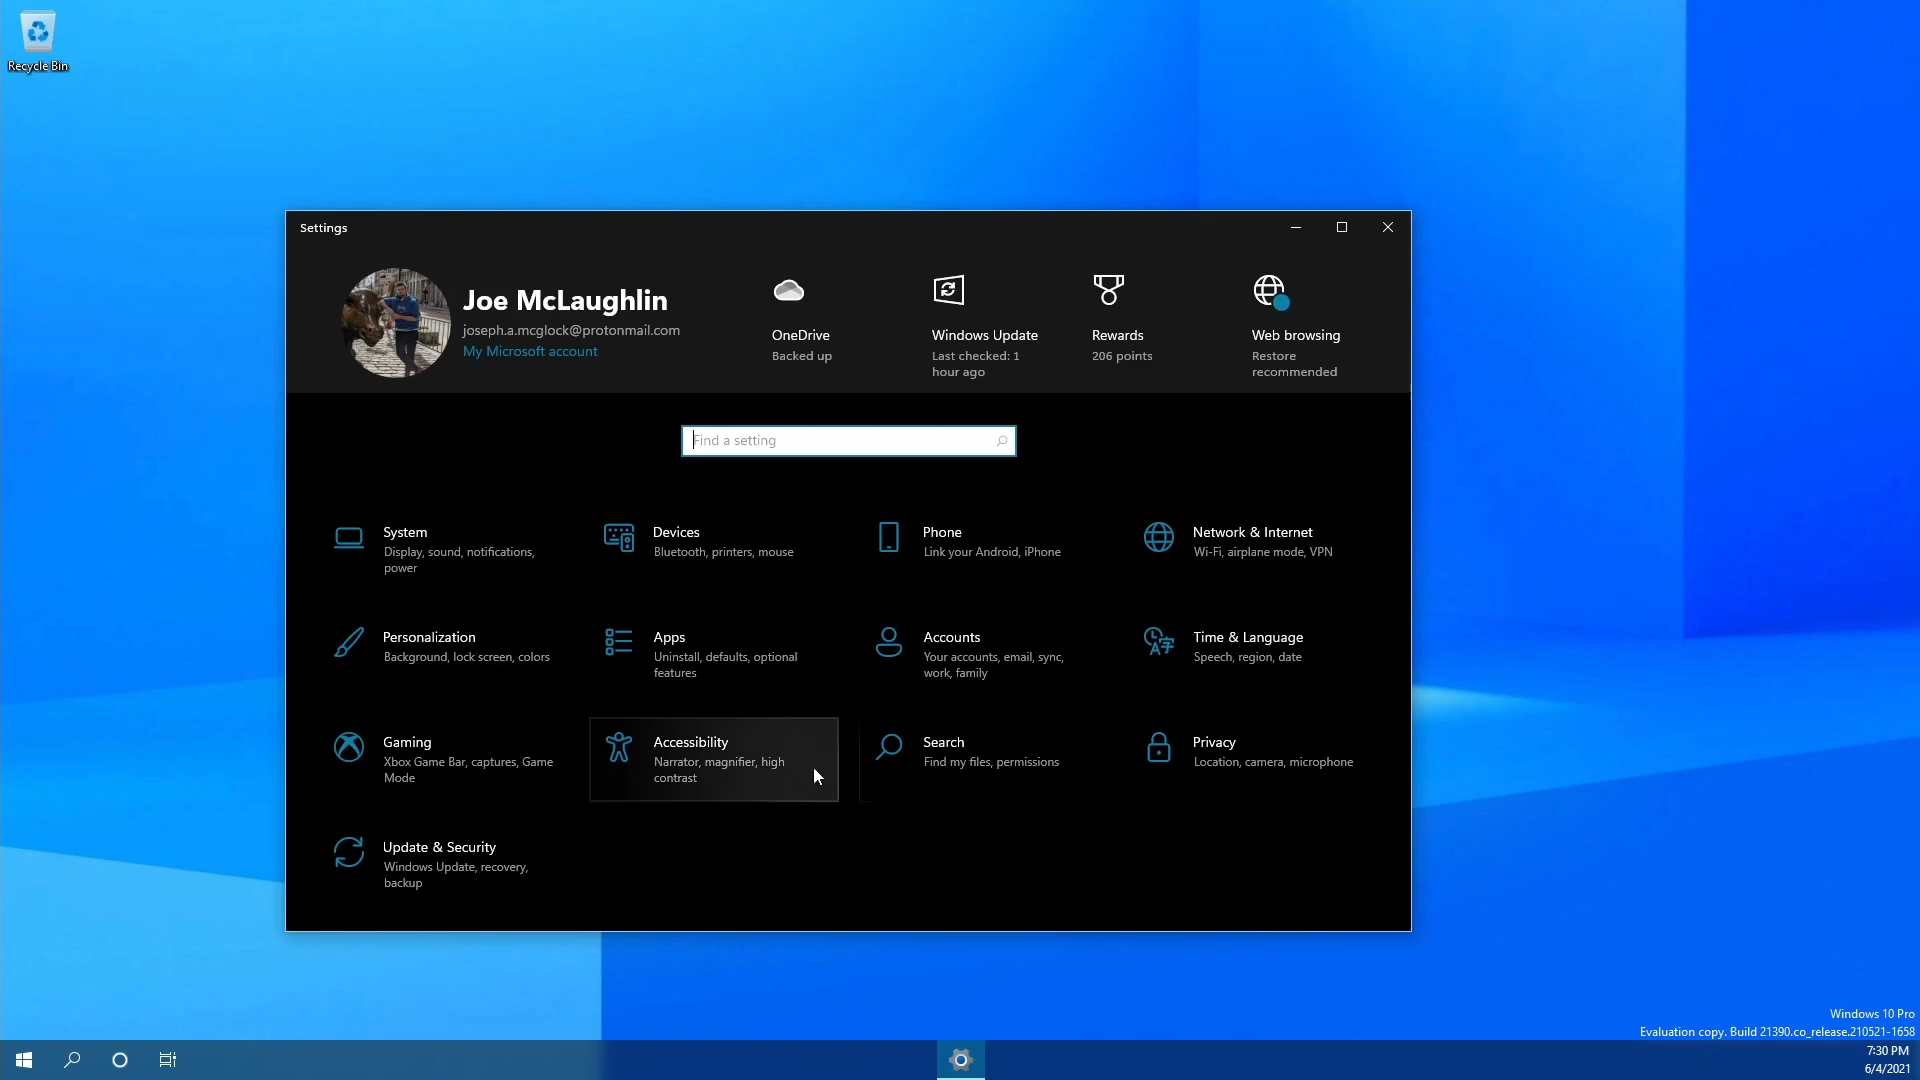 Recycle Bin
Settings
Joe McLaughlin
joseph.a.mcglock@protonmail.com
My Microsoft account
OneDrive
Backed up
Windows Update
Last checked: 1
hour ago
Rewards
206 points
Web browsing
Restore
recommended
Find a setting
System
Display, sound, notifications,
power
Devices
Bluetooth, printers, mouse
Phone
Link your Android, iPhone
Network & Internet
Wi-Fi, airplane mode, VPN
Personalization
Background, lock screen, colors
Apps
Uninstall, defaults, optional
features
Accounts
Your accounts, email, sync,
work, family
Time & Language
Speech, region, date
Gaming
Xbox Game Bar, captures, Game
Mode
Accessibility
Narrator, magnifier, high
contrast
Search
Find my files, permissions
Privacy
Location, camera, microphone
Update & Security
Windows Update, recovery,
backup
Windows 10 Pro
Evaluation copy. Build 21390.co_release.210521-1658
7:30 PM
6/4/2021